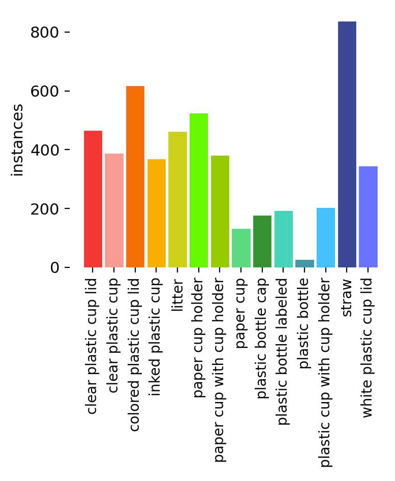 800
600
400
200
0
instances
clear plastic cup lid
clear plastic cup
colored plastic cup lid
inked plastic cup
litter
paper cup holder
paper cup with cup holder
paper cup
plastic bottle cap
plastic bottle labeled
plastic bottle
plastic cup with cup holder
straw
white plastic cup lid